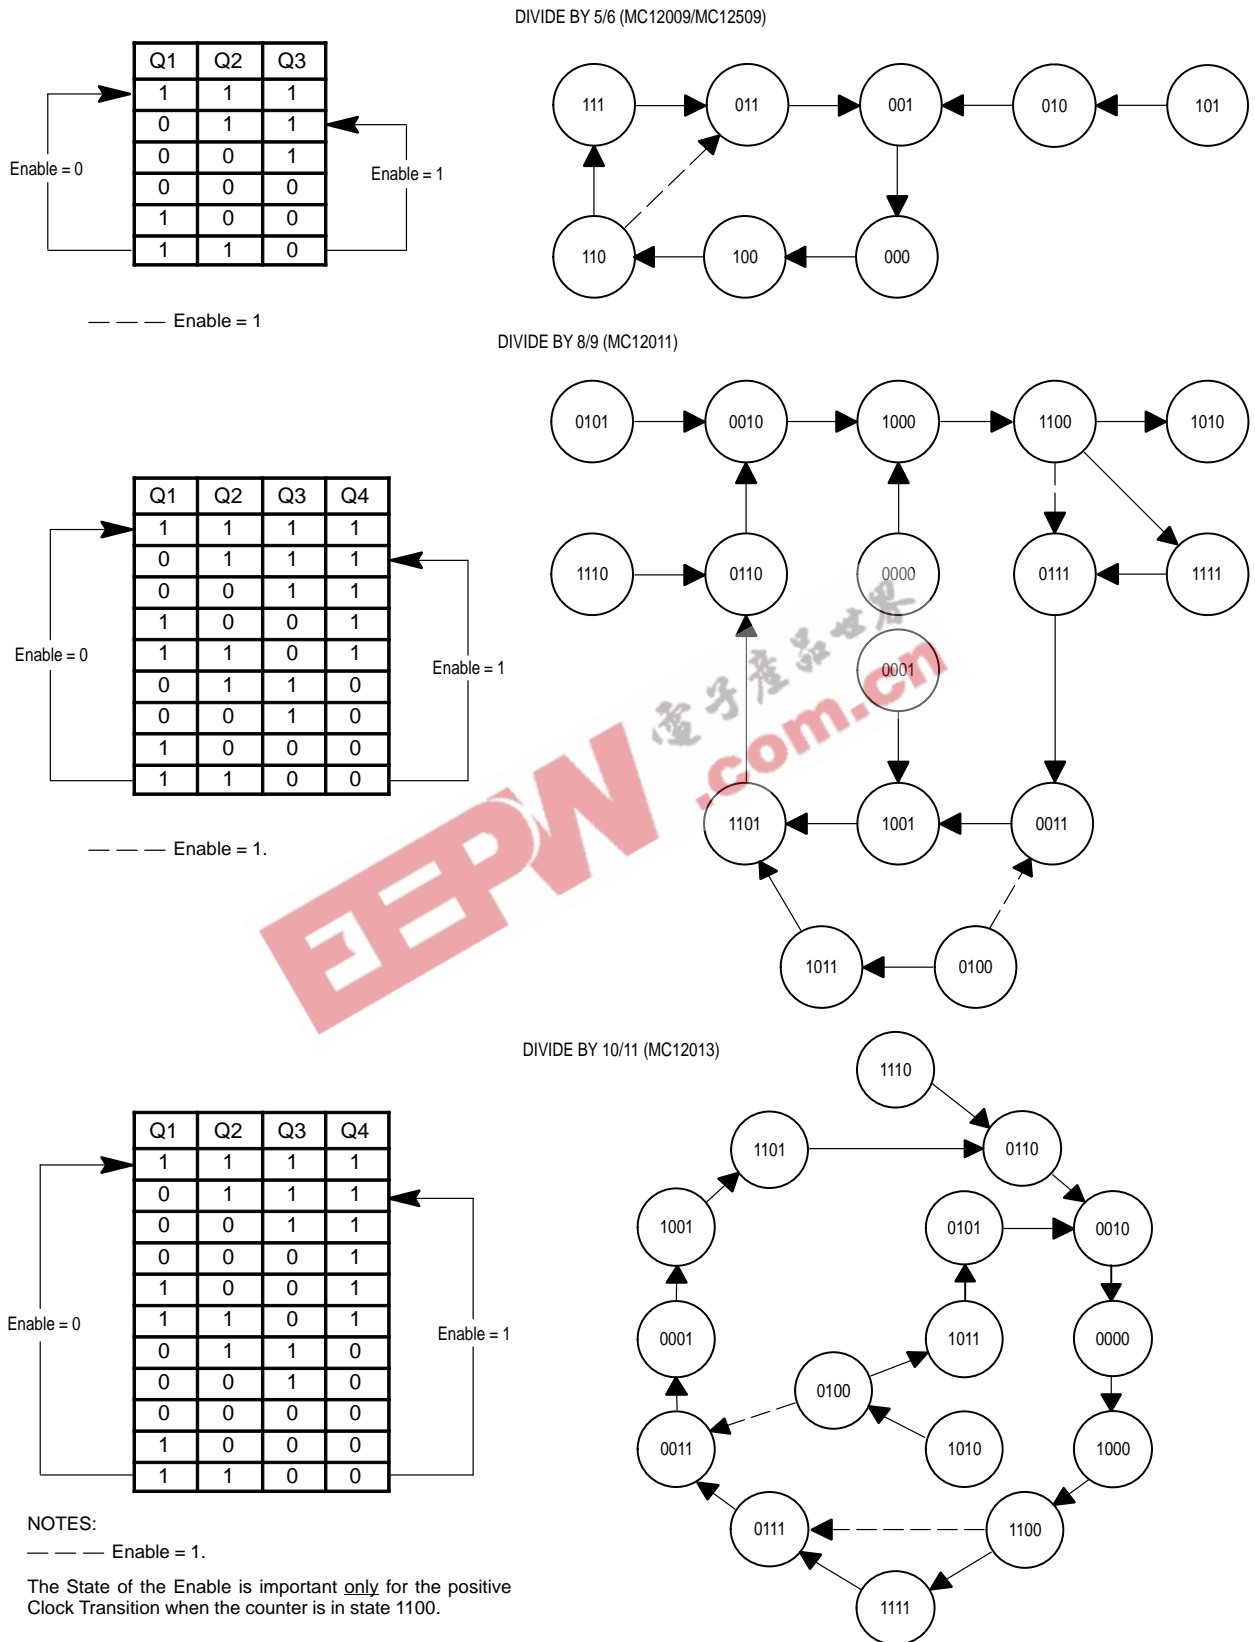 DIVIDE BY 5/6 (MC12009/MC12509)
Q1 Q2 Q3
1 1 1
0 1 1
0 0 1
0 0 0
1 0 0
1 1 0
Enable = 0
Enable = 1
— — — Enable = 1
111 011 001 010 101
110 100 000
DIVIDE BY 8/9 (MC12011)
Q1 Q2 Q3 Q4
1 1 1 1
0 1 1 1
0 0 1 1
1 0 0 1
1 1 0 1
0 1 1 0
0 0 1 0
1 0 0 0
1 1 0 0
Enable = 0
Enable = 1
— — — Enable = 1.
0101 0010 1000 1100 1010
1110 0110 0000 0111 1111
0001
1101 1001 0011
1011 0100
電子産品世界
EEPW .com.cn
DIVIDE BY 10/11 (MC12013)
Q1 Q2 Q3 Q4
1 1 1 1
0 1 1 1
0 0 1 1
0 0 0 1
1 0 0 1
1 1 0 1
0 1 1 0
0 0 1 0
0 0 0 0
1 0 0 0
1 1 0 0
Enable = 0
Enable = 1
1110
1101 0110
1001 0101 0010
0001 1011 0000
0100
0011 1010 1000
0111 1100
1111
NOTES:
— — — Enable = 1.
The State of the Enable is important only for the positive
Clock Transition when the counter is in state 1100.